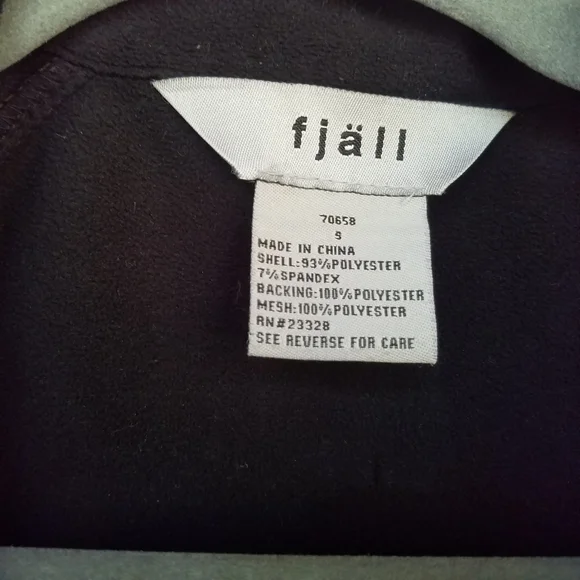 fjäll
70658
S
MADE IN CHINA
SHELL:93%POLYESTER
7%SPANDEX
BACKING:100%POLYESTER
MESH:100%POLYESTER
RN#23328
SEE REVERSE FOR CARE